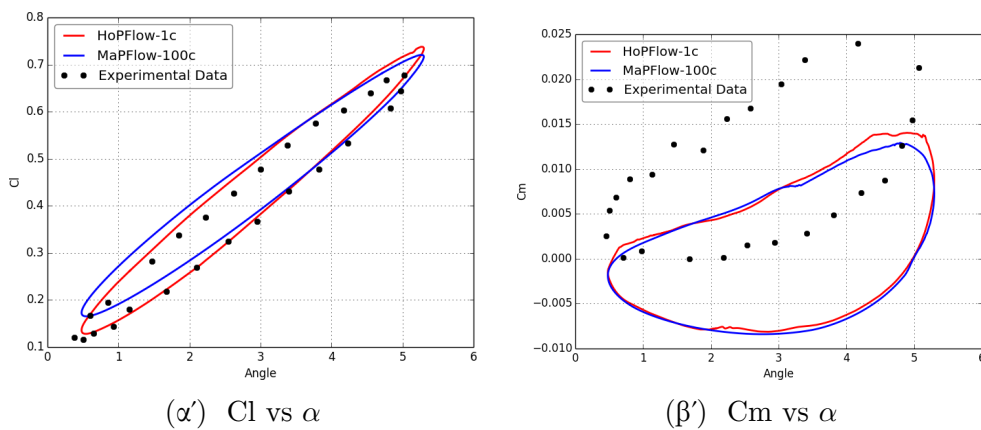 0.8
0.7
0.6
0.5
0.4
0.3
0.2
0.1
Cl
HoPFlow-1c
MaPFlow-100c
Experimental Data
0 1 2 3 4 5 6
Angle
(α′) Cl vs α
0.025
0.020
0.015
0.010
0.005
0.000
−0.005
−0.010
Cm
HoPFlow-1c
MaPFlow-100c
Experimental Data
0 1 2 3 4 5 6
Angle
(β′) Cm vs α